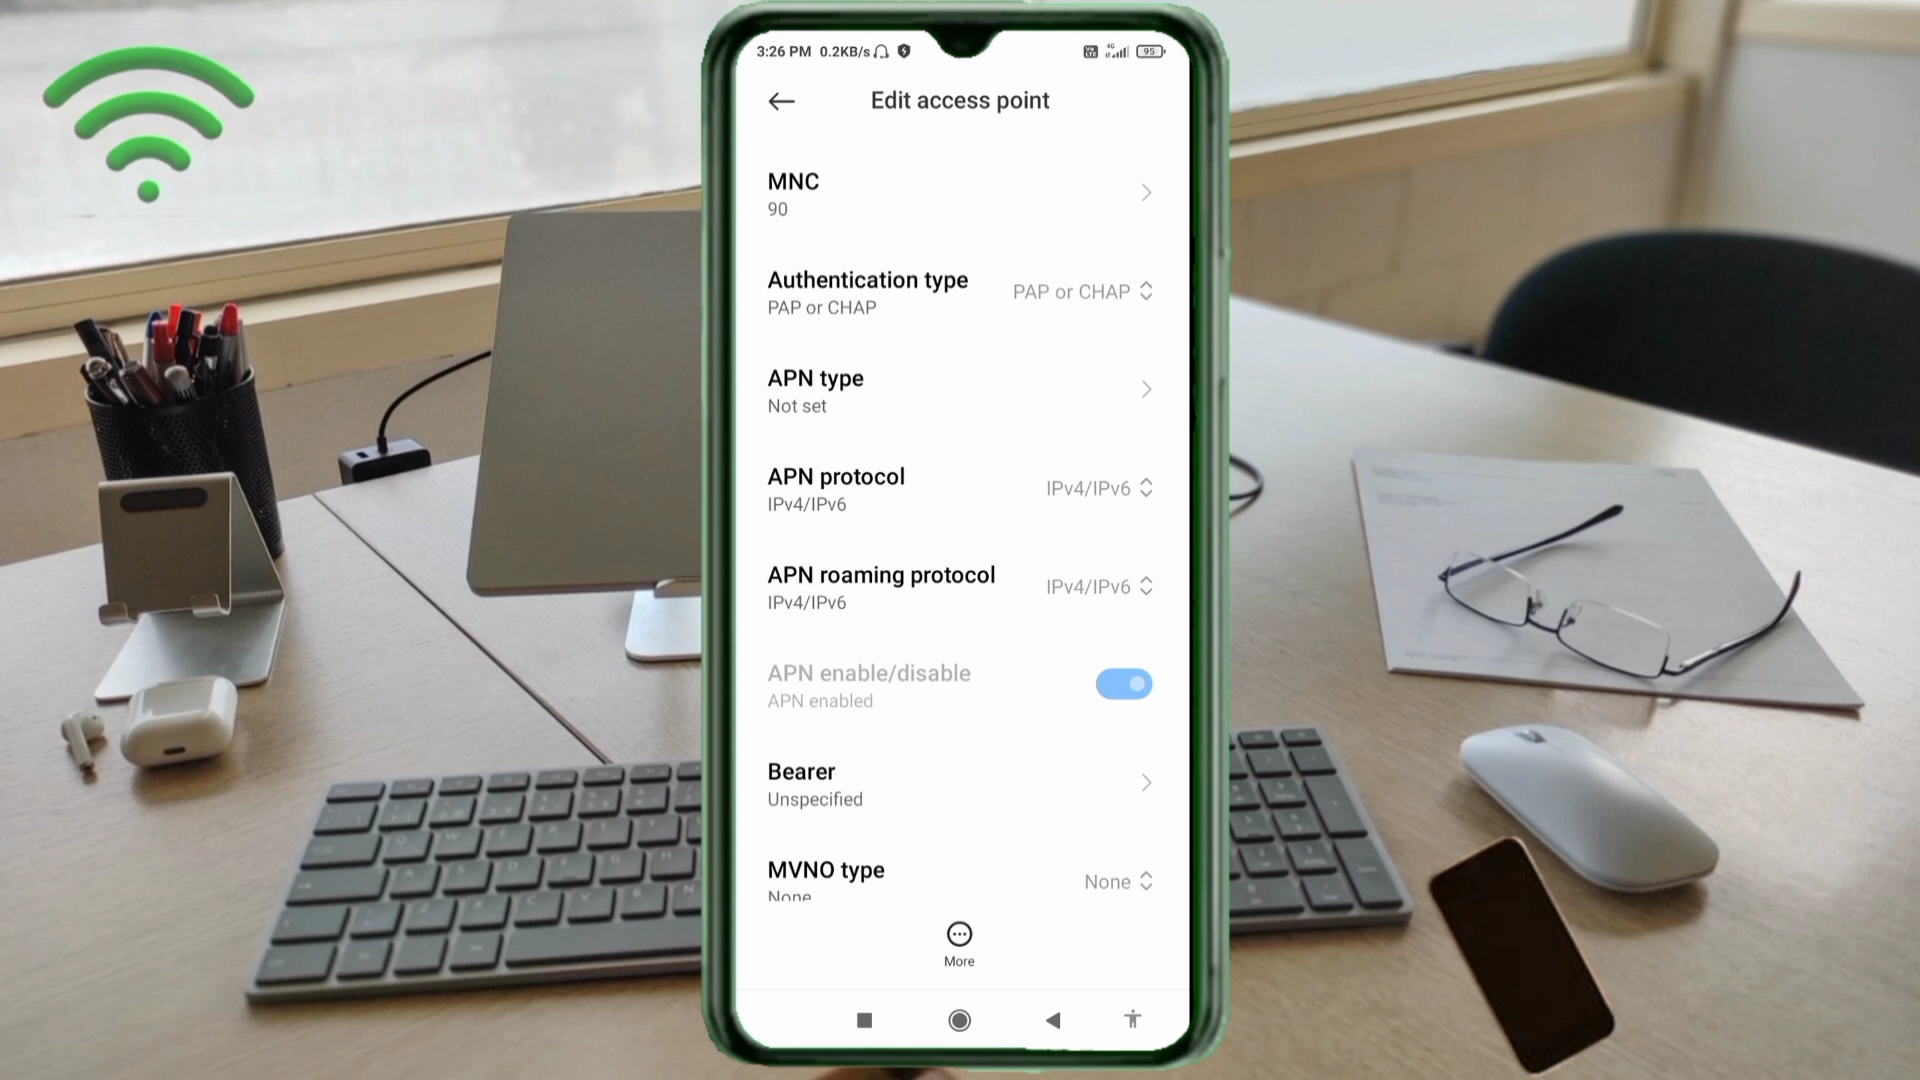 3:26 PM 0.2KB/s
4G
95
Edit access point
MNC
90
Authentication type
PAP or CHAP
PAP or CHAP
APN type
Not set
APN protocol
IPv4/IPv6
IPv4/IPv6
APN roaming protocol
IPv4/IPv6
IPv4/IPv6
APN enable/disable
APN enabled
Bearer
Unspecified
MVNO type
None
None
More